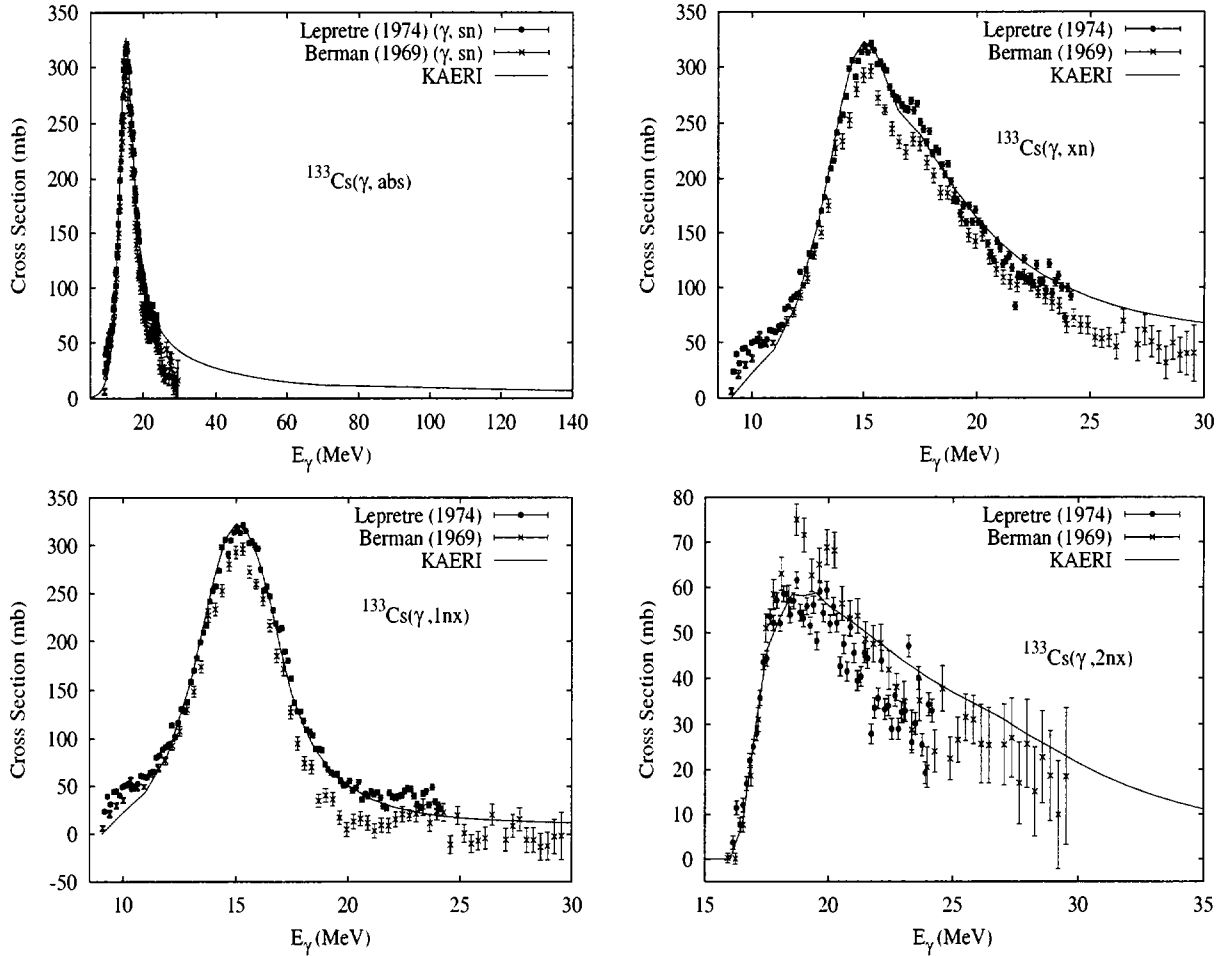 Lepretre (1974) (γ, sn)
Berman (1969) (γ, sn)
KAERI
¹³³Cs(γ, abs)
Cross Section (mb)
350
300
250
200
150
100
50
0
20 40 60 80 100 120 140
Eγ (MeV)
Lepretre (1974)
Berman (1969)
KAERI
¹³³Cs(γ, xn)
Cross Section (mb)
350
300
250
200
150
100
50
0
10 15 20 25 30
Eγ (MeV)
Lepretre (1974)
Berman (1969)
KAERI
¹³³Cs(γ,1nx)
Cross Section (mb)
350
300
250
200
150
100
50
0
-50
10 15 20 25 30
Eγ (MeV)
Lepretre (1974)
Berman (1969)
KAERI
¹³³Cs(γ,2nx)
Cross Section (mb)
80
70
60
50
40
30
20
10
0
15 20 25 30 35
Eγ (MeV)